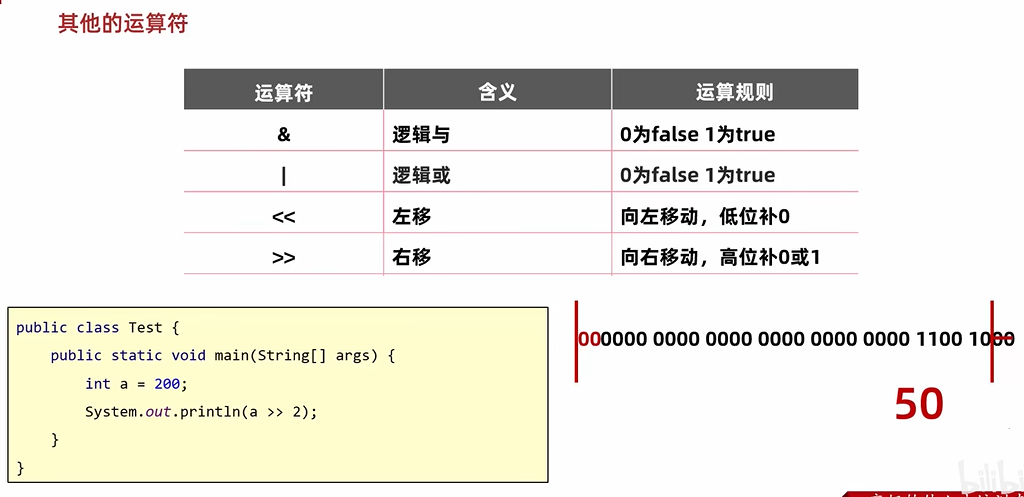 其他的运算符
运算符 含义 运算规则
& 逻辑与 0为false 1为true
| 逻辑或 0为false 1为true
<< 左移 向左移动，低位补0
>> 右移 向右移动，高位补0或1
public class Test {
public static void main(String[] args) {
int a = 200;
System.out.println(a >> 2);
}
}
000000 0000 0000 0000 0000 0000 1100 1000
50
bilibi